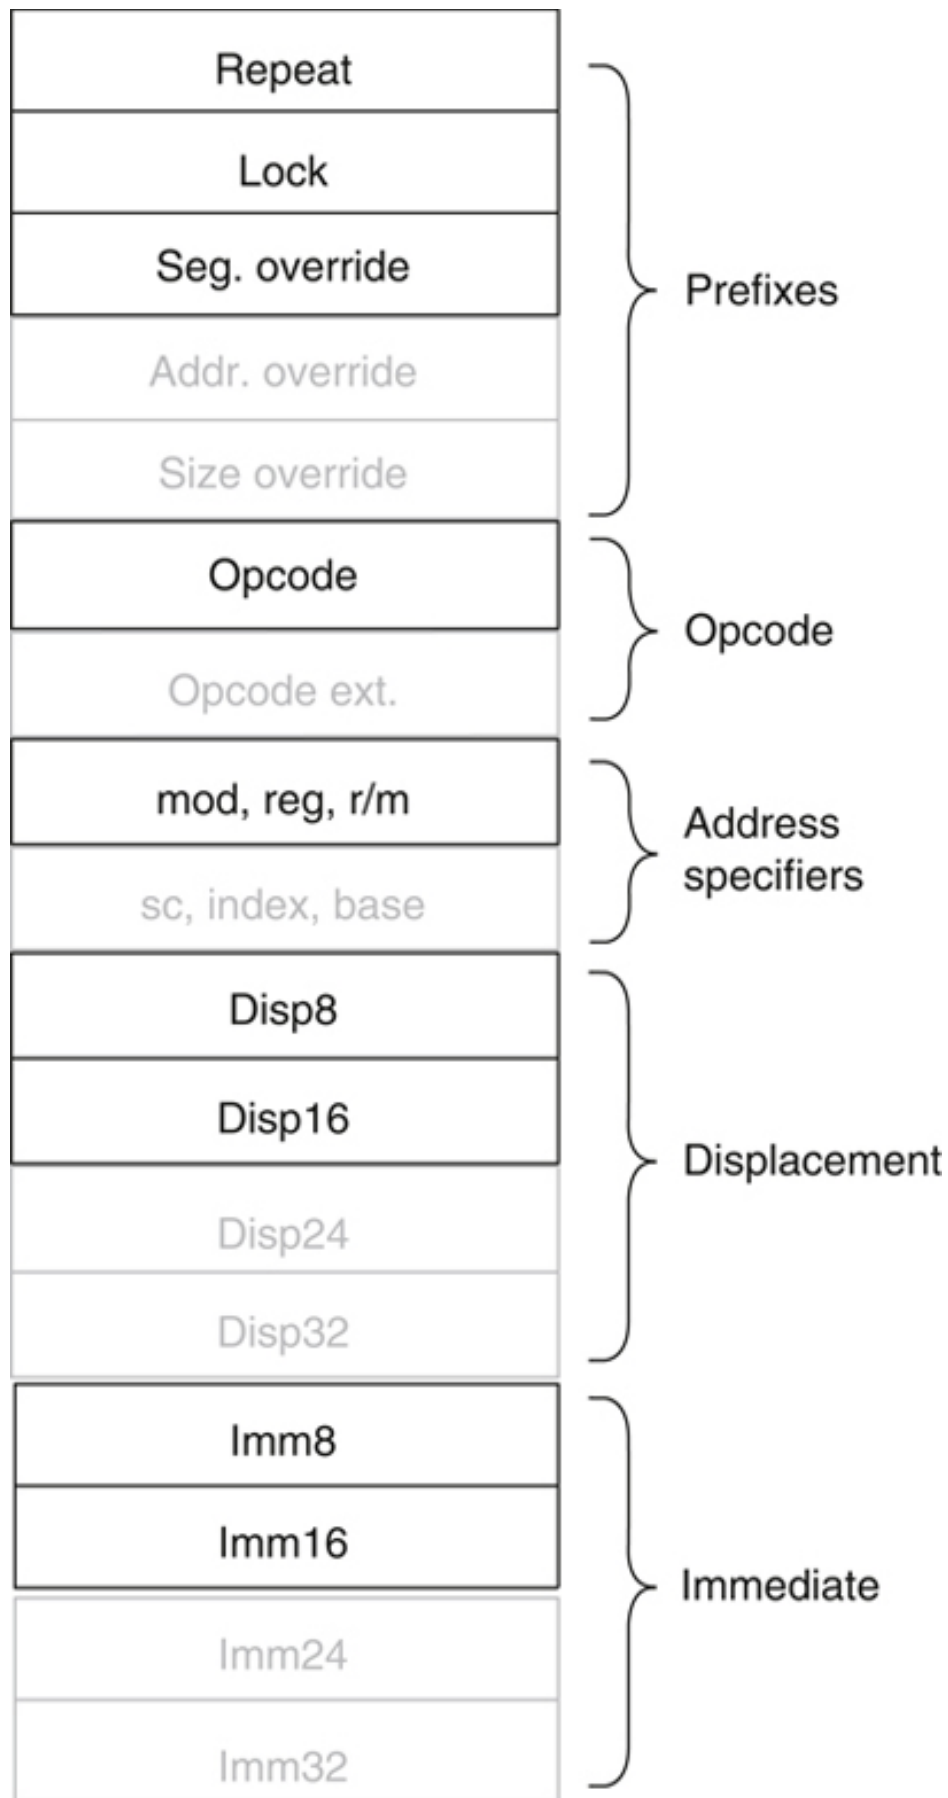 Repeat
Lock
Seg. override
Addr. override
Size override
Prefixes
Opcode
Opcode ext.
Opcode
mod, reg, r/m
sc, index, base
Address
specifiers
Disp8
Disp16
Disp24
Disp32
Displacement
Imm8
Imm16
Imm24
Imm32
Immediate